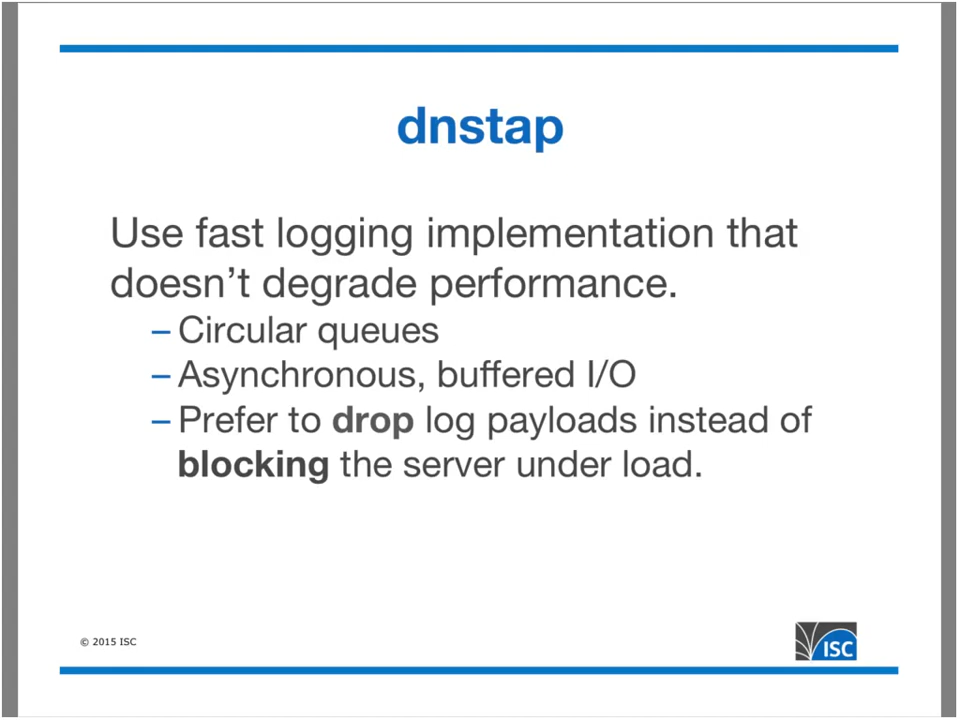 dnstap
Use fast logging implementation that
doesn’t degrade performance.
– Circular queues
– Asynchronous, buffered I/O
– Prefer to drop log payloads instead of
blocking the server under load.
© 2015 ISC
ISC